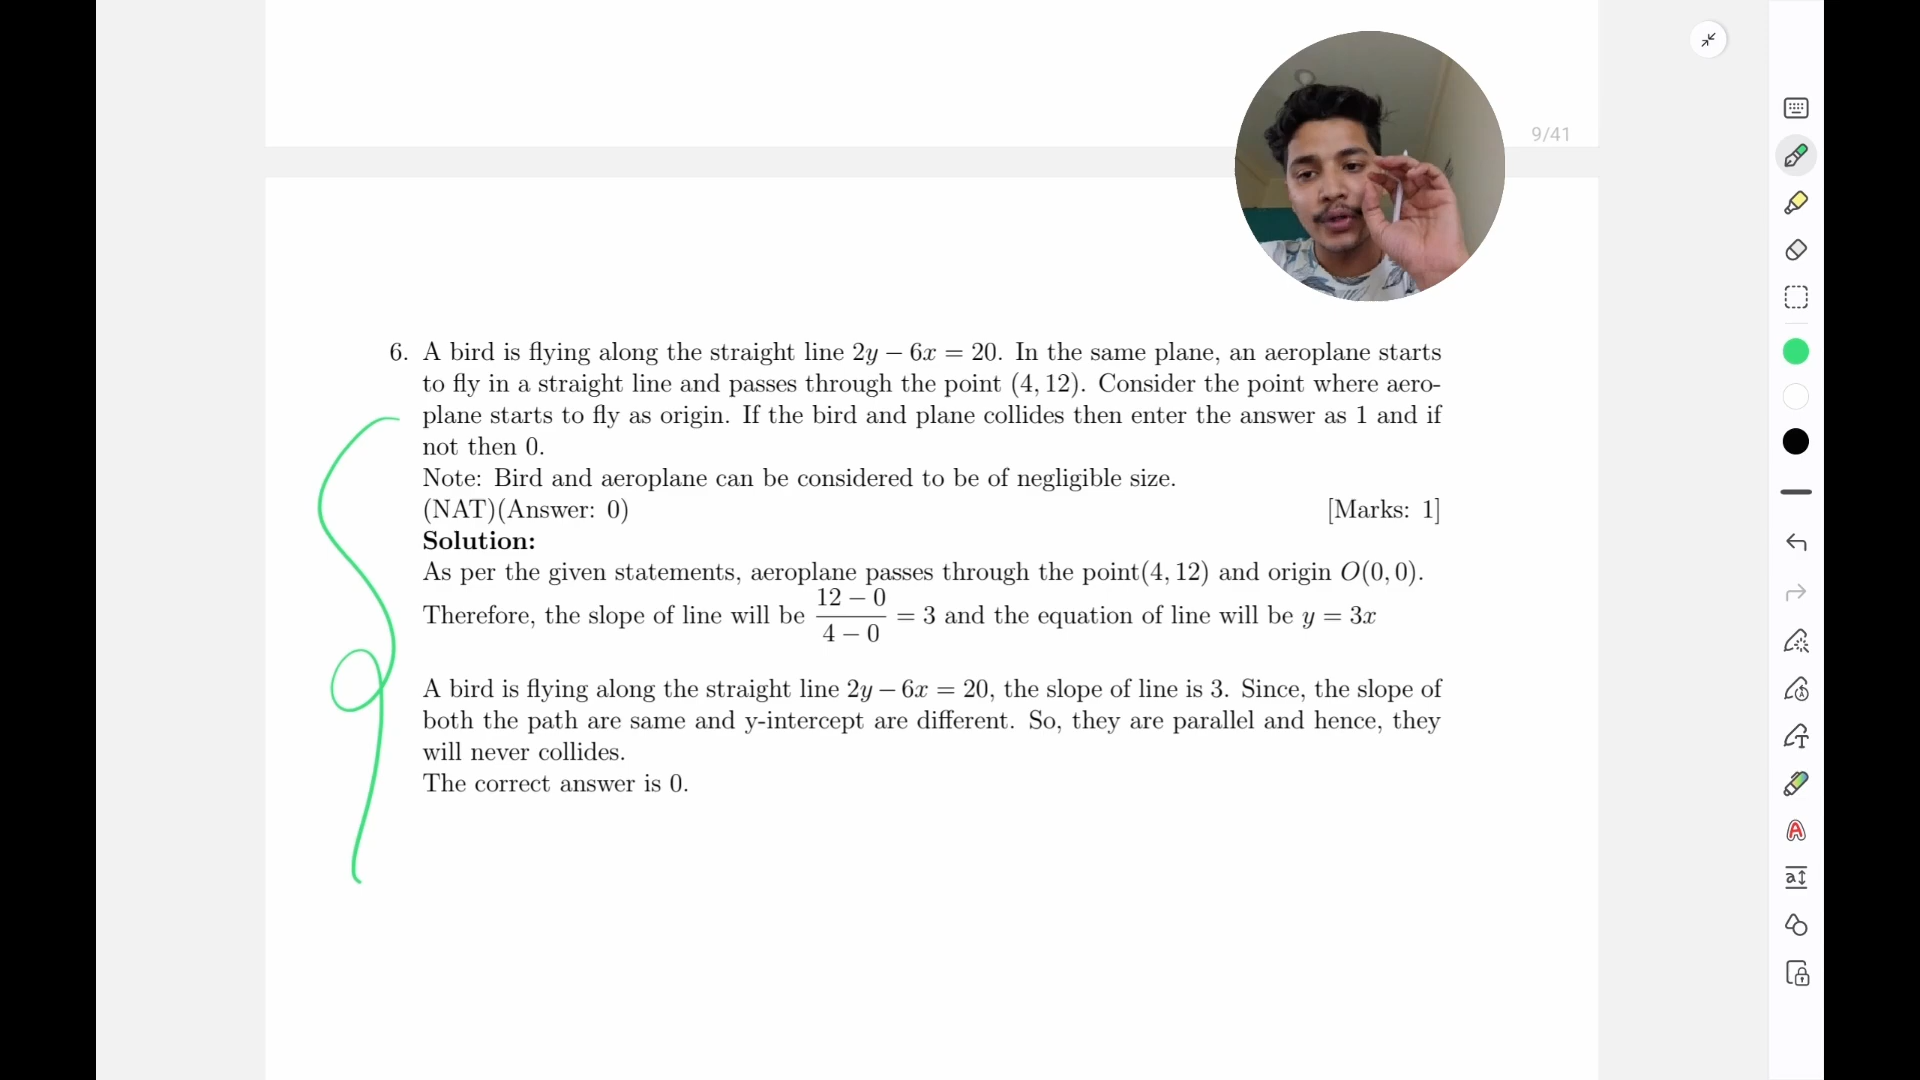 9/41
6. A bird is flying along the straight line 2y − 6x = 20. In the same plane, an aeroplane starts
to fly in a straight line and passes through the point (4, 12). Consider the point where aero-
plane starts to fly as origin. If the bird and plane collides then enter the answer as 1 and if
not then 0.
Note: Bird and aeroplane can be considered to be of negligible size.
(NAT)(Answer: 0) [Marks: 1]
Solution:
As per the given statements, aeroplane passes through the point(4, 12) and origin O(0, 0).
Therefore, the slope of line will be (12 − 0)/(4 − 0) = 3 and the equation of line will be y = 3x
A bird is flying along the straight line 2y − 6x = 20, the slope of line is 3. Since, the slope of
both the path are same and y-intercept are different. So, they are parallel and hence, they
will never collides.
The correct answer is 0.